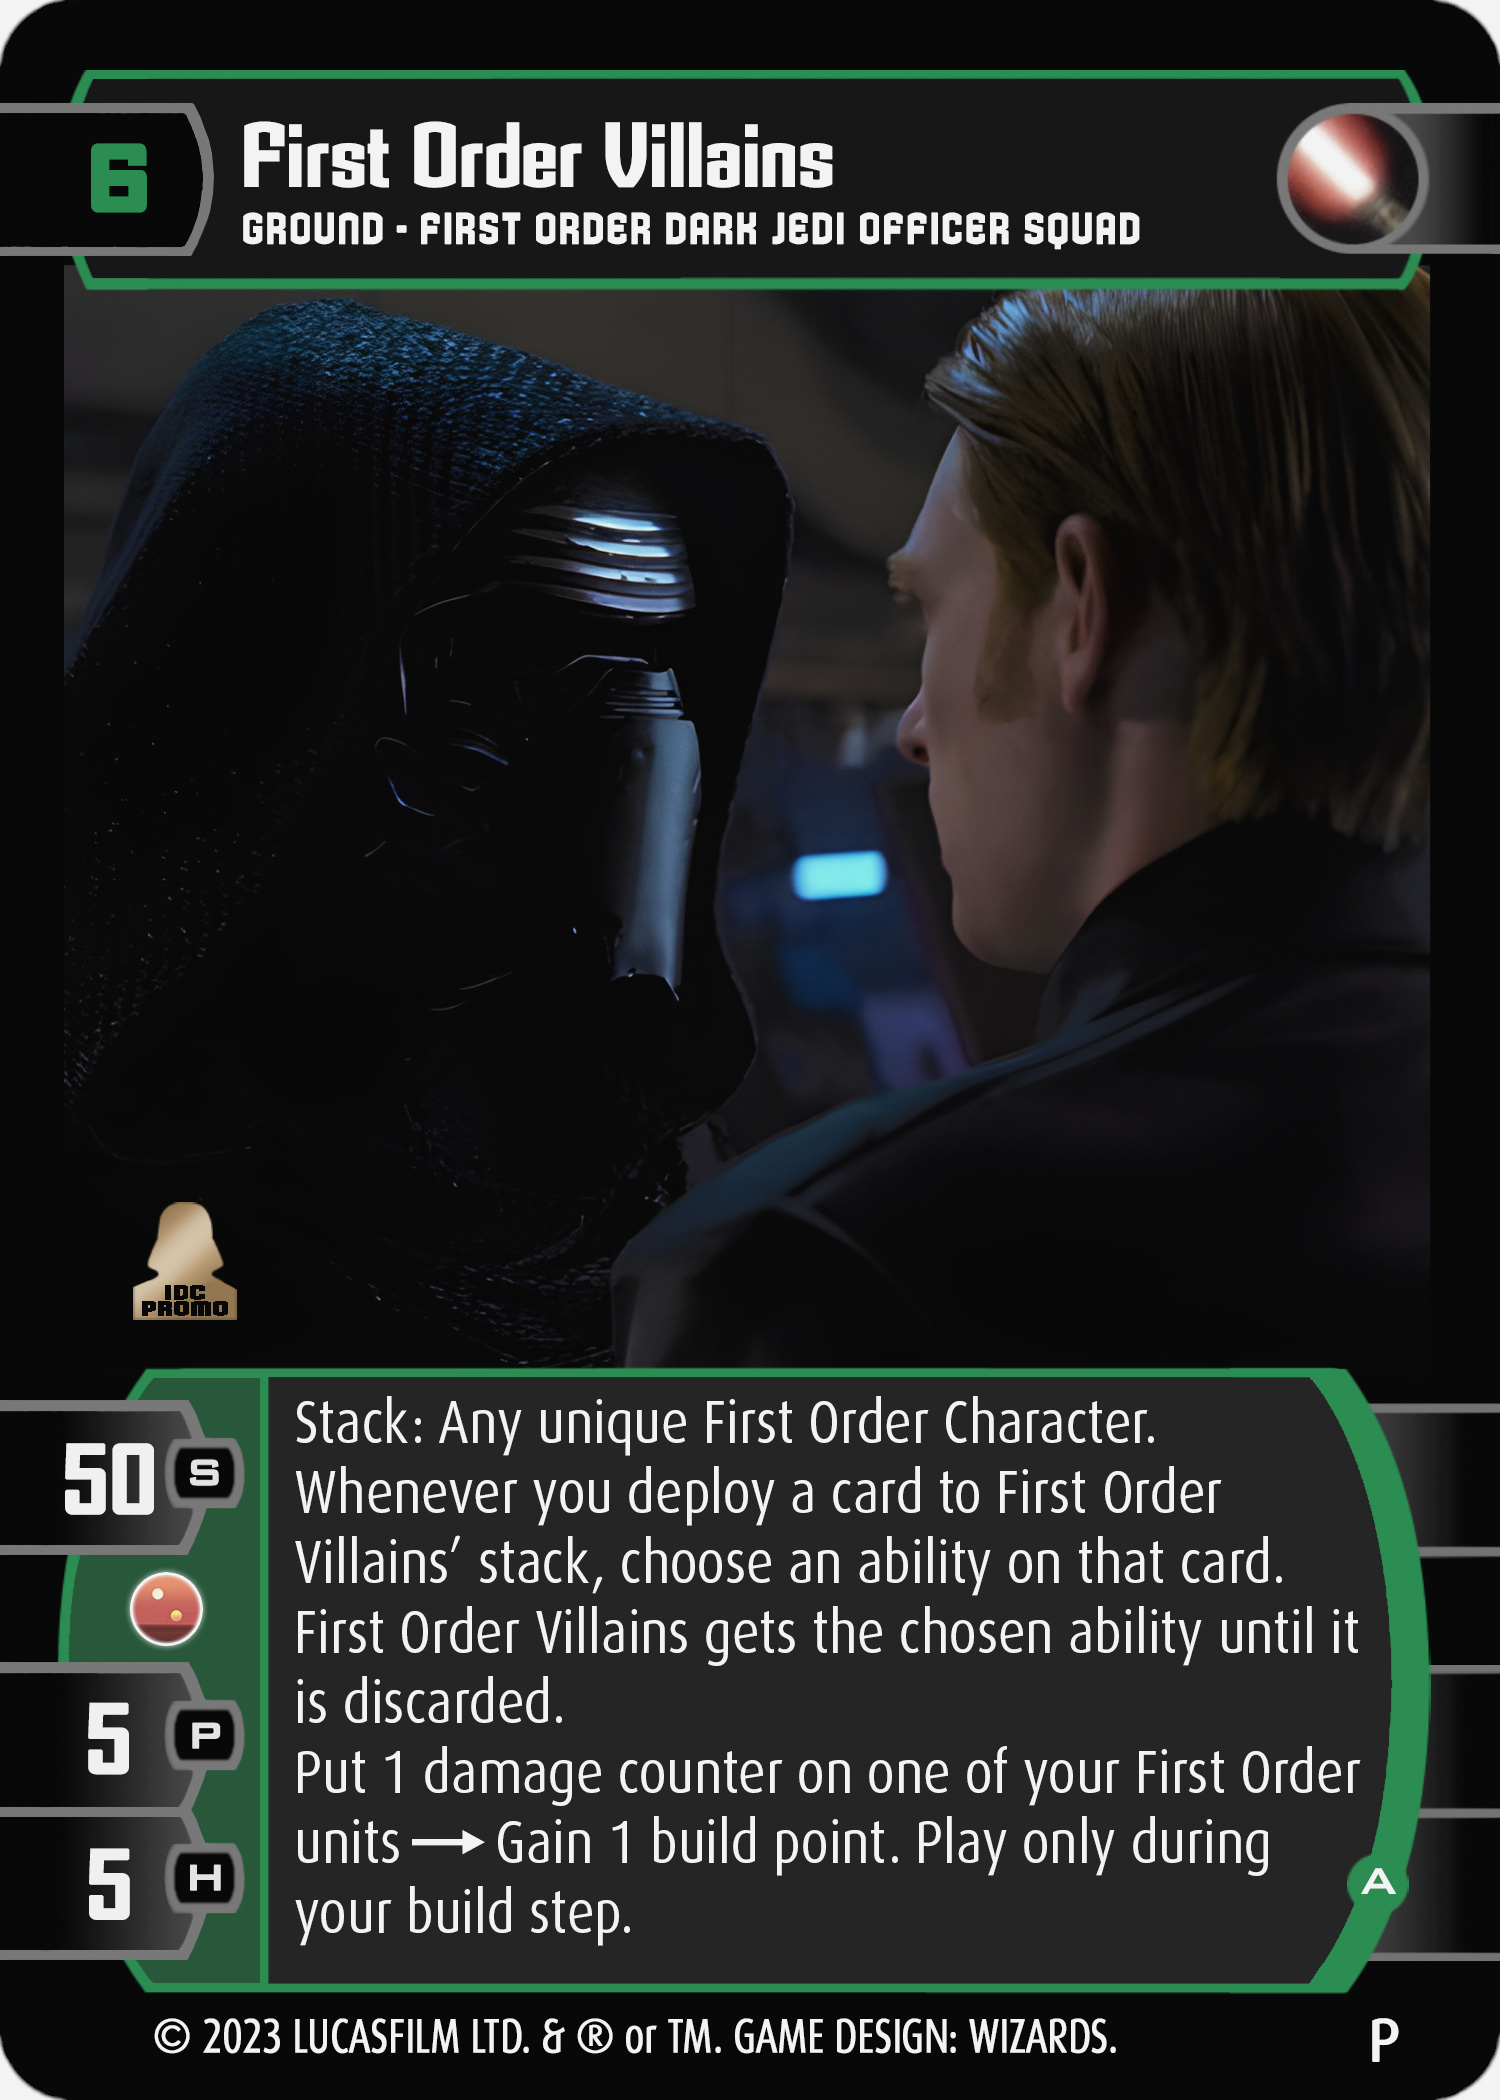 6
First Order Villains
GROUND - FIRST ORDER DARK JEDI OFFICER SQUAD
IDC
PROMO
50 S
5 P
5 H
Stack: Any unique First Order Character.
Whenever you deploy a card to First Order
Villains’ stack, choose an ability on that card.
First Order Villains gets the chosen ability until it
is discarded.
Put 1 damage counter on one of your First Order
units → Gain 1 build point. Play only during
your build step.
A
© 2023 LUCASFILM LTD. & ® or TM. GAME DESIGN: WIZARDS.
P